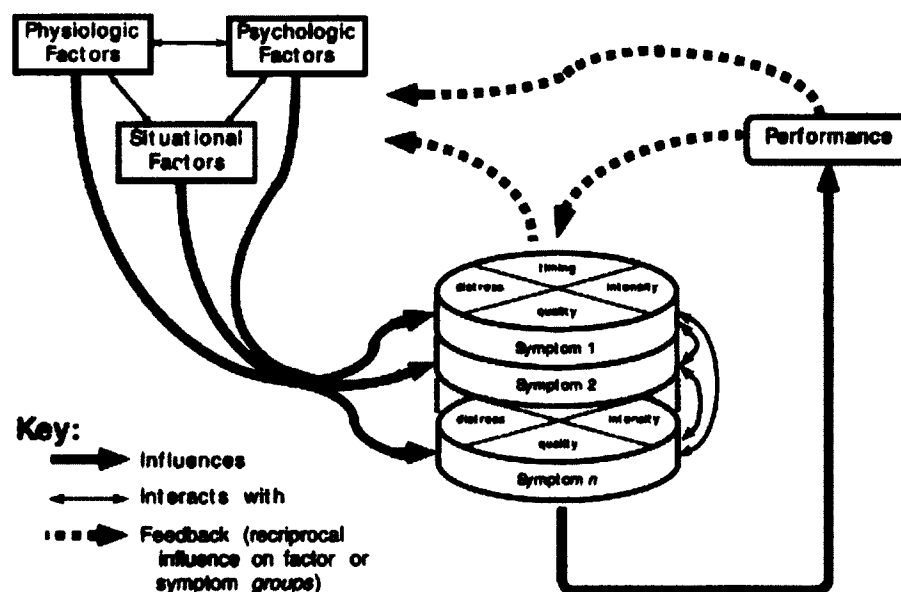 Physiologic
Factors
Psychologic
Factors
Situational
Factors
Performance
timing
distress
intensity
quality
Symptom 1
Symptom 2
distress
intensity
quality
Symptom n
Key:
Influences
Interacts with
Feedback (recriprocal
influence on factor or
symptom groups)